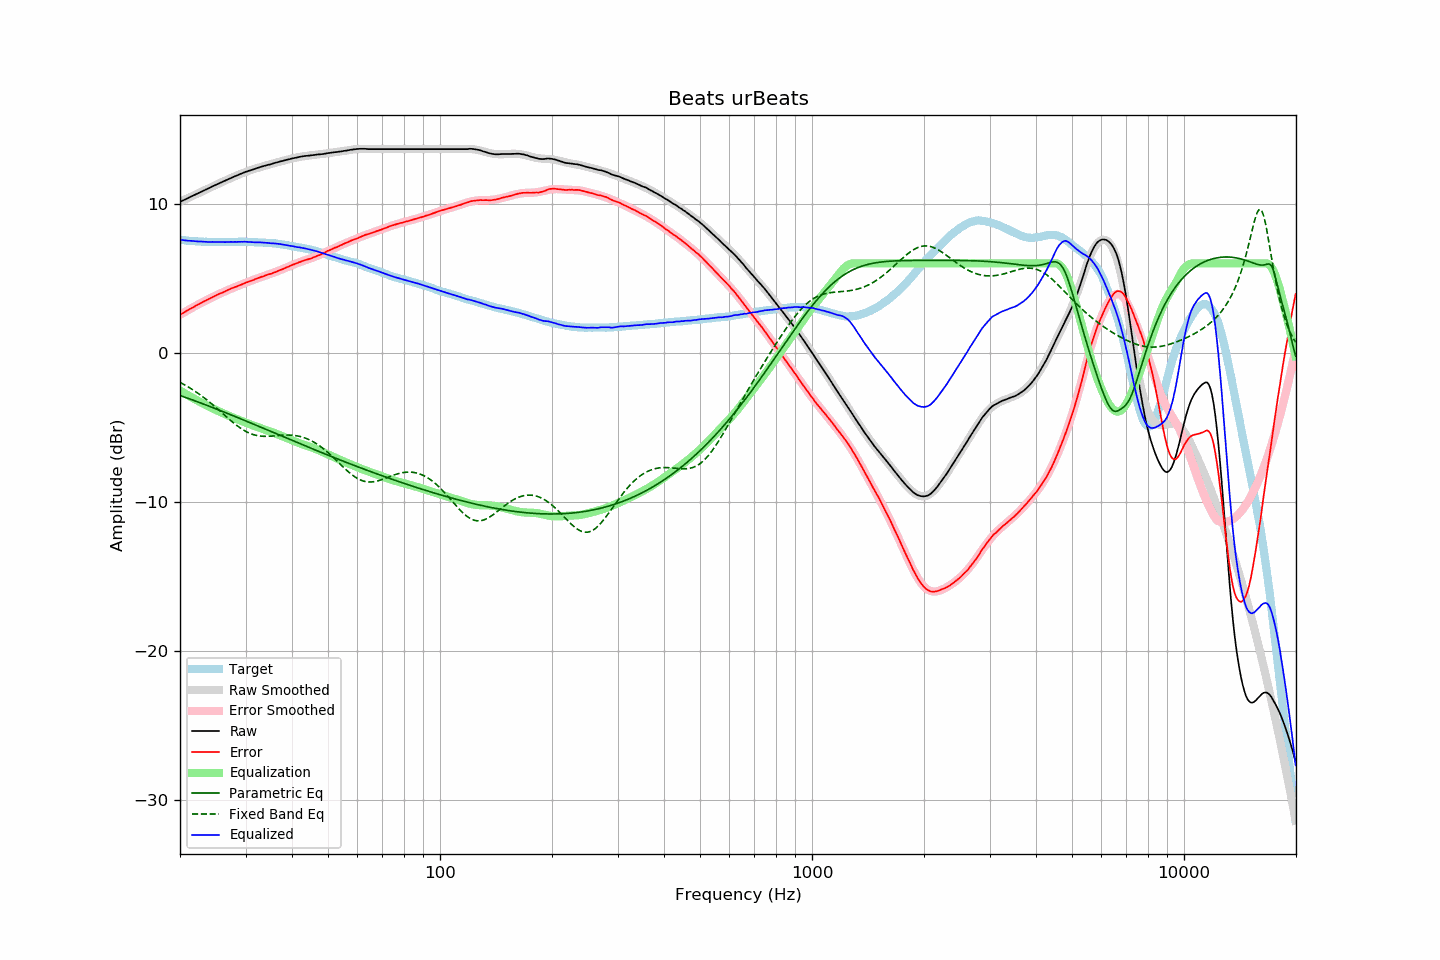 Beats urBeats
10
0
−10
−20
−30
Amplitude (dBr)
100
1000
10000
Frequency (Hz)
Target
Raw Smoothed
Error Smoothed
Raw
Error
Equalization
Parametric Eq
Fixed Band Eq
Equalized